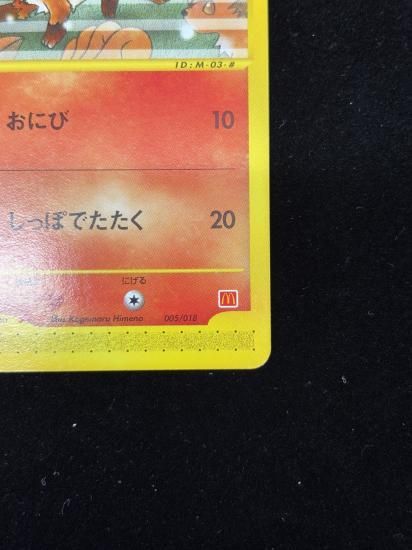 ID:M-03-#
おにび 10
しっぽでたたく 20
にげる
Illus. Kagemaru Himeno 005/018